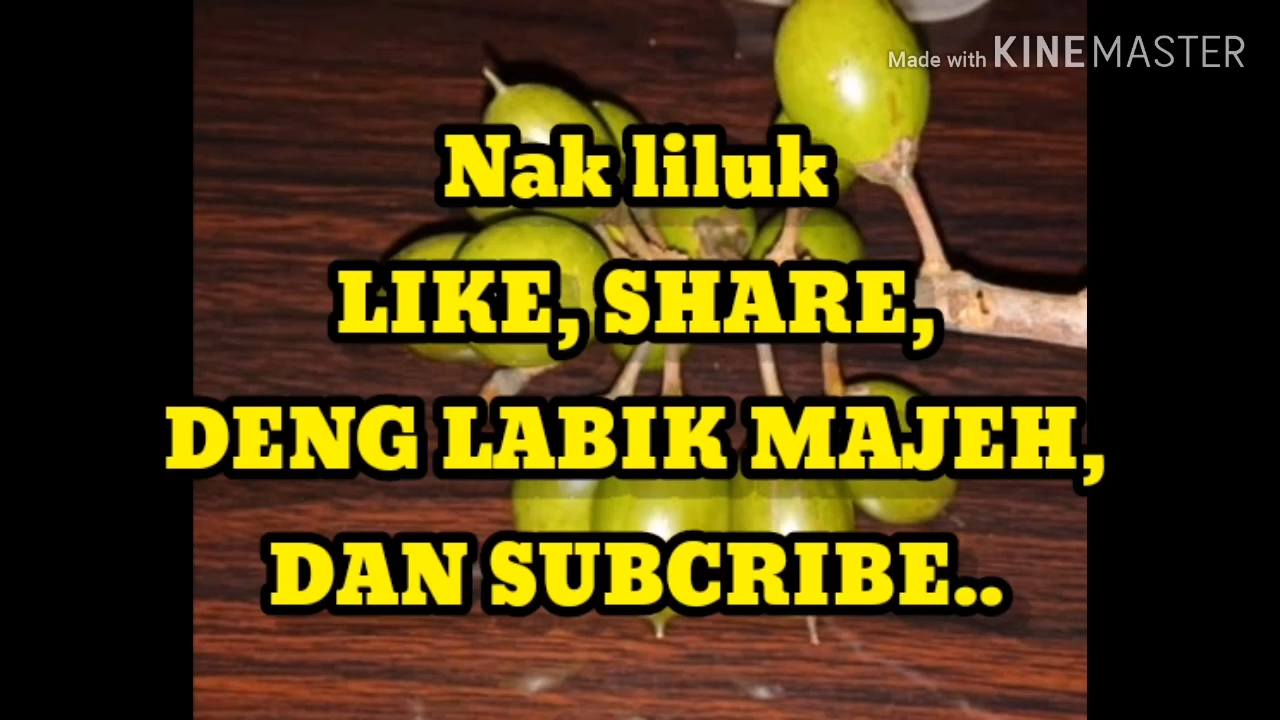 Made with KINEMASTER
Nak liluk
LIKE, SHARE,
DENG LABIK MAJEH,
DAN SUBCRIBE..